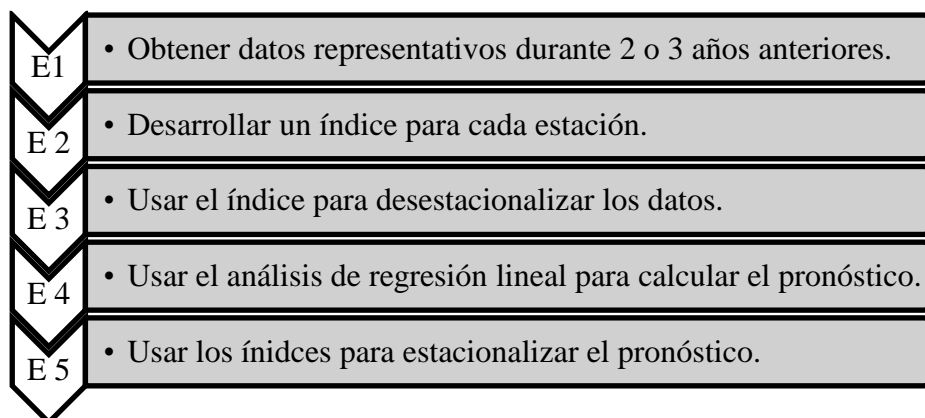 E1 • Obtener datos representativos durante 2 o 3 años anteriores.
E 2 • Desarrollar un índice para cada estación.
E 3 • Usar el índice para desestacionalizar los datos.
E 4 • Usar el análisis de regresión lineal para calcular el pronóstico.
E 5 • Usar los ínidces para estacionalizar el pronóstico.